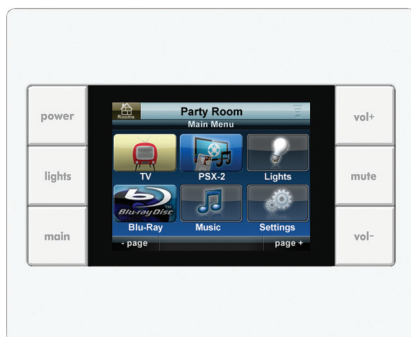 power
lights
main
Rooms
Party Room
Main Menu
TV
PSX-2
Lights
Blu-ray Disc
Blu-Ray
Music
Settings
- page
page +
vol+
mute
vol-